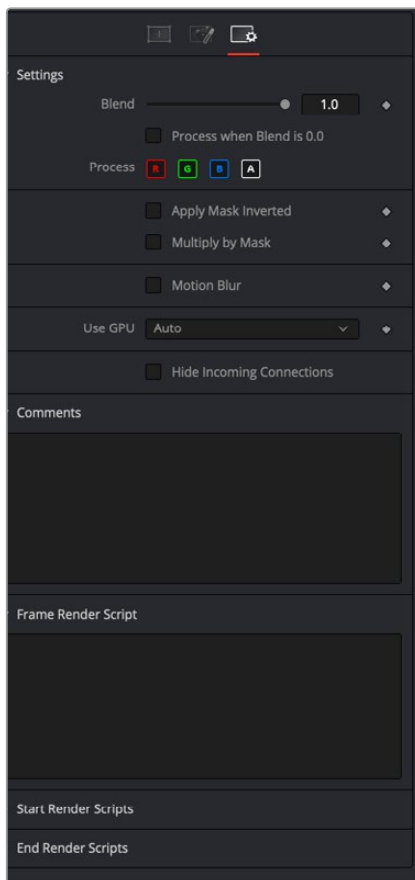 Settings
Blend 1.0
Process when Blend is 0.0
Process R G B A
Apply Mask Inverted
Multiply by Mask
Motion Blur
Use GPU Auto
Hide Incoming Connections
Comments
Frame Render Script
Start Render Scripts
End Render Scripts